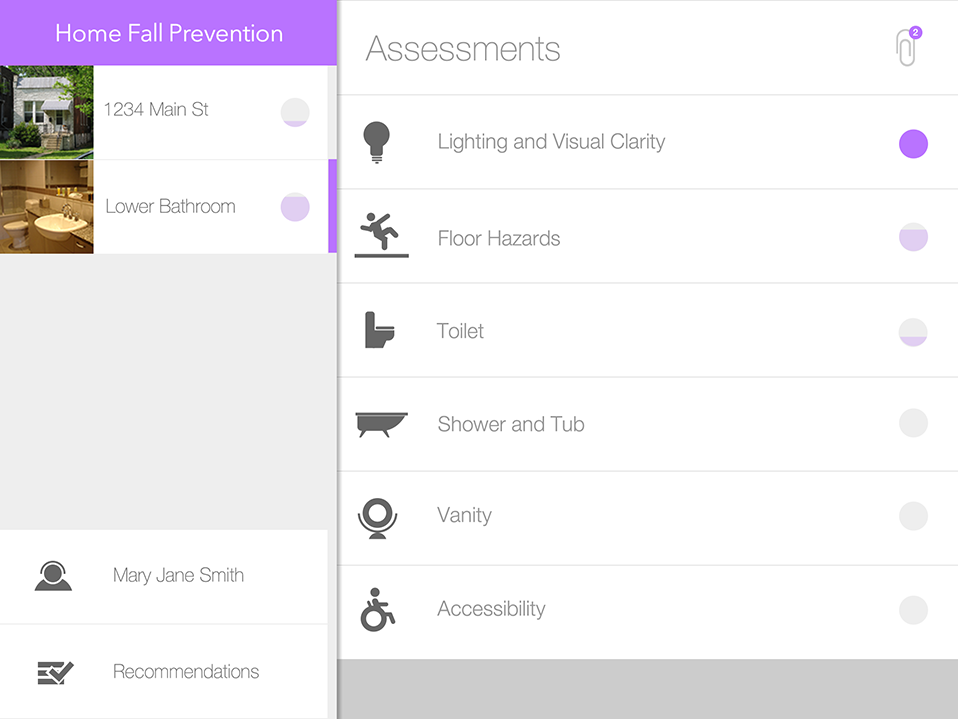 Home Fall Prevention
1234 Main St
Lower Bathroom
Mary Jane Smith
Recommendations
Assessments
2
Lighting and Visual Clarity
Floor Hazards
Toilet
Shower and Tub
Vanity
Accessibility